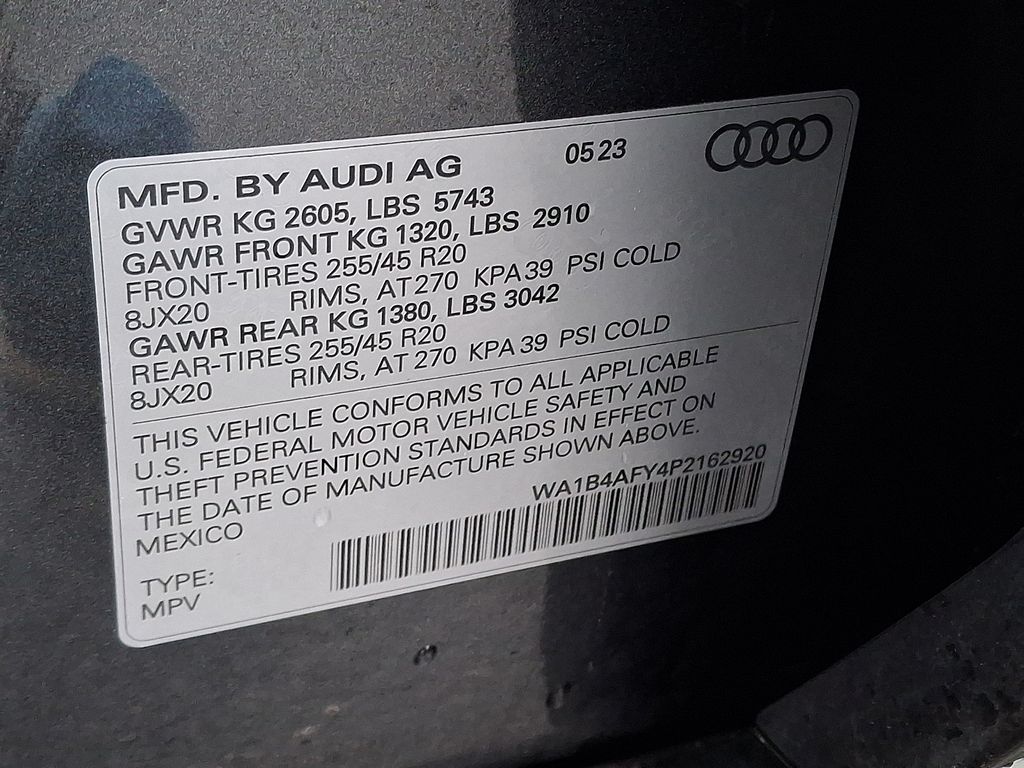 MFD. BY AUDI AG 0523
GVWR KG 2605, LBS 5743
GAWR FRONT KG 1320, LBS 2910
FRONT-TIRES 255/45 R20
8JX20 RIMS, AT 270 KPA 39 PSI COLD
GAWR REAR KG 1380, LBS 3042
REAR-TIRES 255/45 R20
8JX20 RIMS, AT 270 KPA 39 PSI COLD
THIS VEHICLE CONFORMS TO ALL APPLICABLE
U.S. FEDERAL MOTOR VEHICLE SAFETY AND
THEFT PREVENTION STANDARDS IN EFFECT ON
THE DATE OF MANUFACTURE SHOWN ABOVE.
MEXICO WA1B4AFY4P2162920
TYPE:
MPV